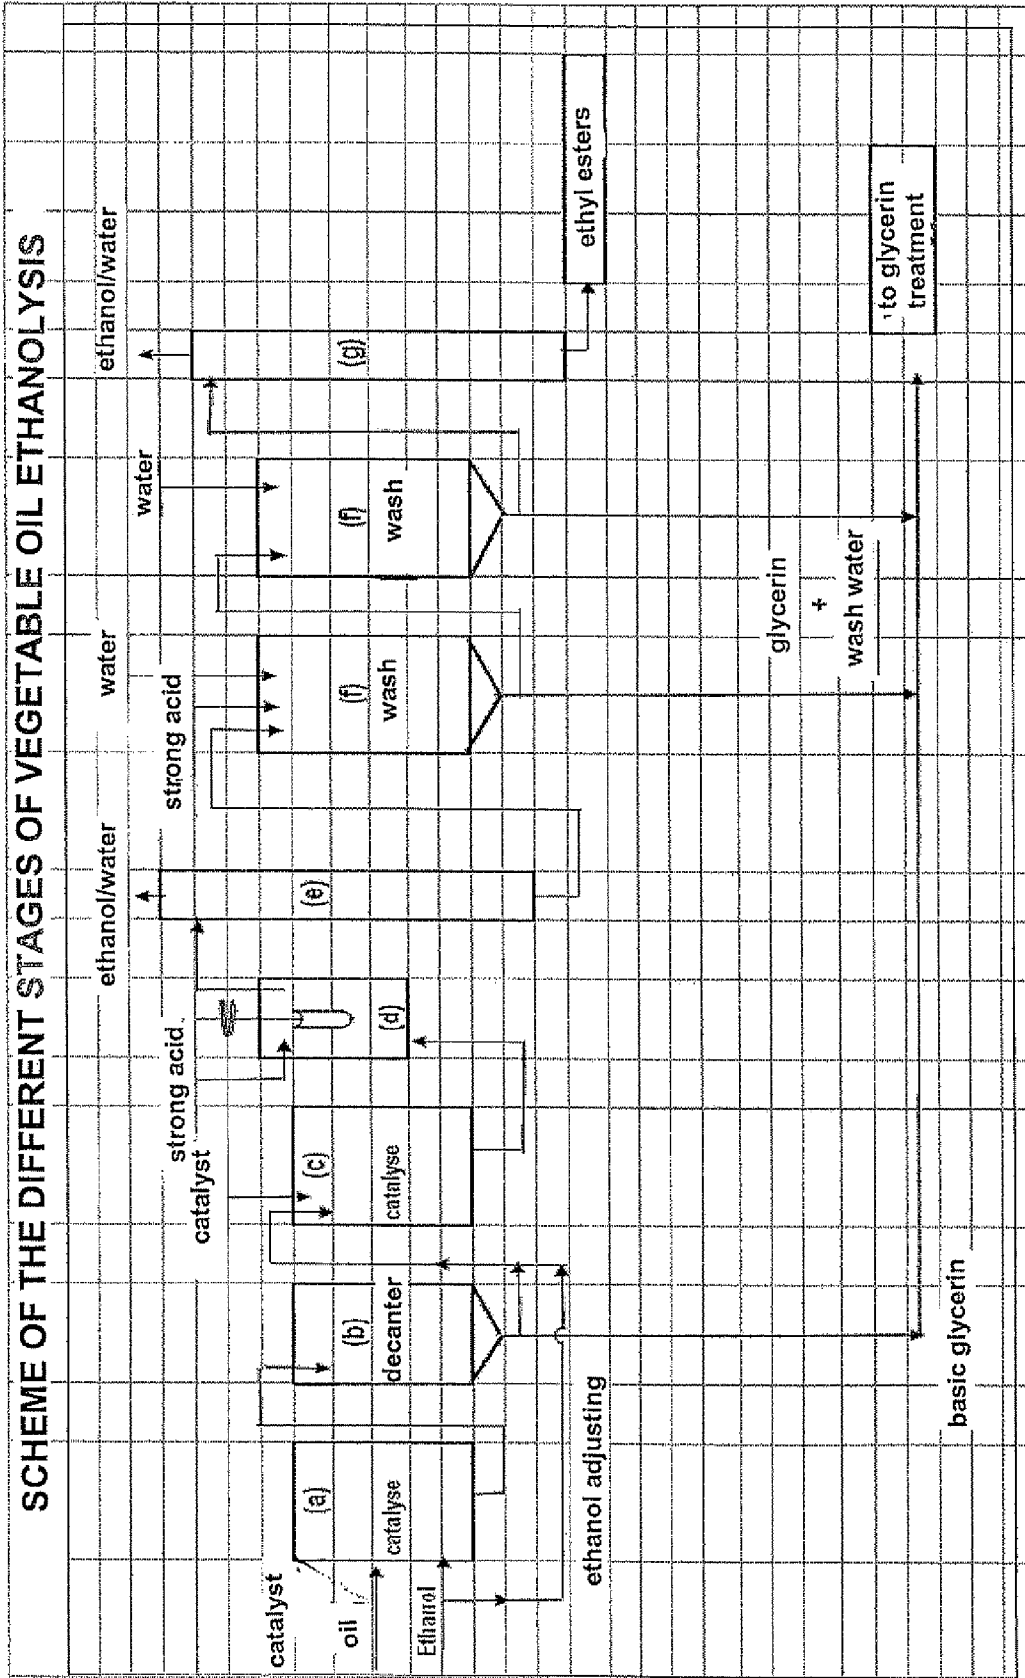 SCHEME OF THE DIFFERENT STAGES OF VEGETABLE OIL ETHANOLYSIS
catalyst
oil
Ethanol
(a)
catalyse
(b)
decanter
ethanol adjusting
basic glycerin
catalyst
strong acid
(c)
catalyse
(d)
ethanol/water
(e)
strong acid
water
(f)
wash
water
(f)
wash
glycerin
+
wash water
ethanol/water
(g)
ethyl esters
to glycerin
treatment